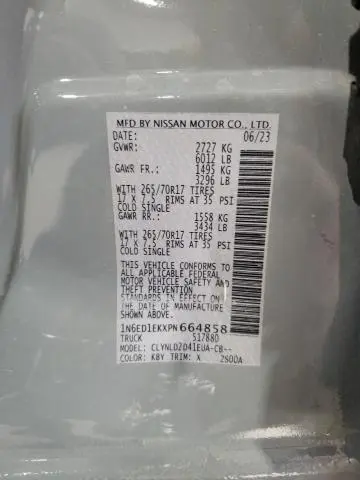 MFD BY NISSAN MOTOR CO., LTD.
DATE: 06/23
GVWR: 2727 KG
6012 LB
GAWR FR.: 1495 KG
3296 LB
WITH 265/70R17 TIRES
17 X 7.5 RIMS AT 35 PSI
COLD SINGLE
GAWR RR.: 1558 KG
3434 LB
WITH 265/70R17 TIRES
17 X 7.5 RIMS AT 35 PSI
COLD SINGLE
THIS VEHICLE CONFORMS TO
ALL APPLICABLE FEDERAL
MOTOR VEHICLE SAFETY AND
THEFT PREVENTION
STANDARDS IN EFFECT ON
THE DATE OF MANUFACTURE
SHOWN ABOVE.
1N6ED1EKXPN664858
TRUCK 517880
MODEL: CLYNLD2D41EUA-CB--
COLOR: KBY TRIM: X 2600A